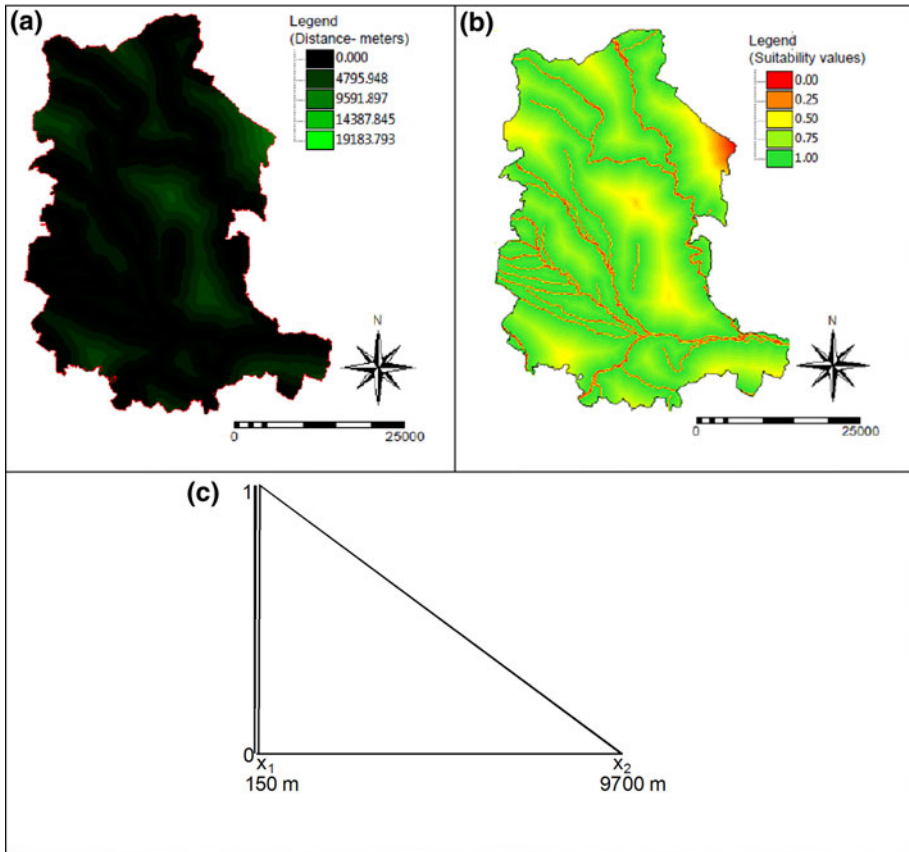 (a)
Legend
(Distance- meters)
0.000
4795.948
9591.897
14387.845
19183.793
N
0 25000
(b)
Legend
(Suitability values)
0.00
0.25
0.50
0.75
1.00
N
0 25000
(c)
1
0
x₁ x₂
150 m 9700 m